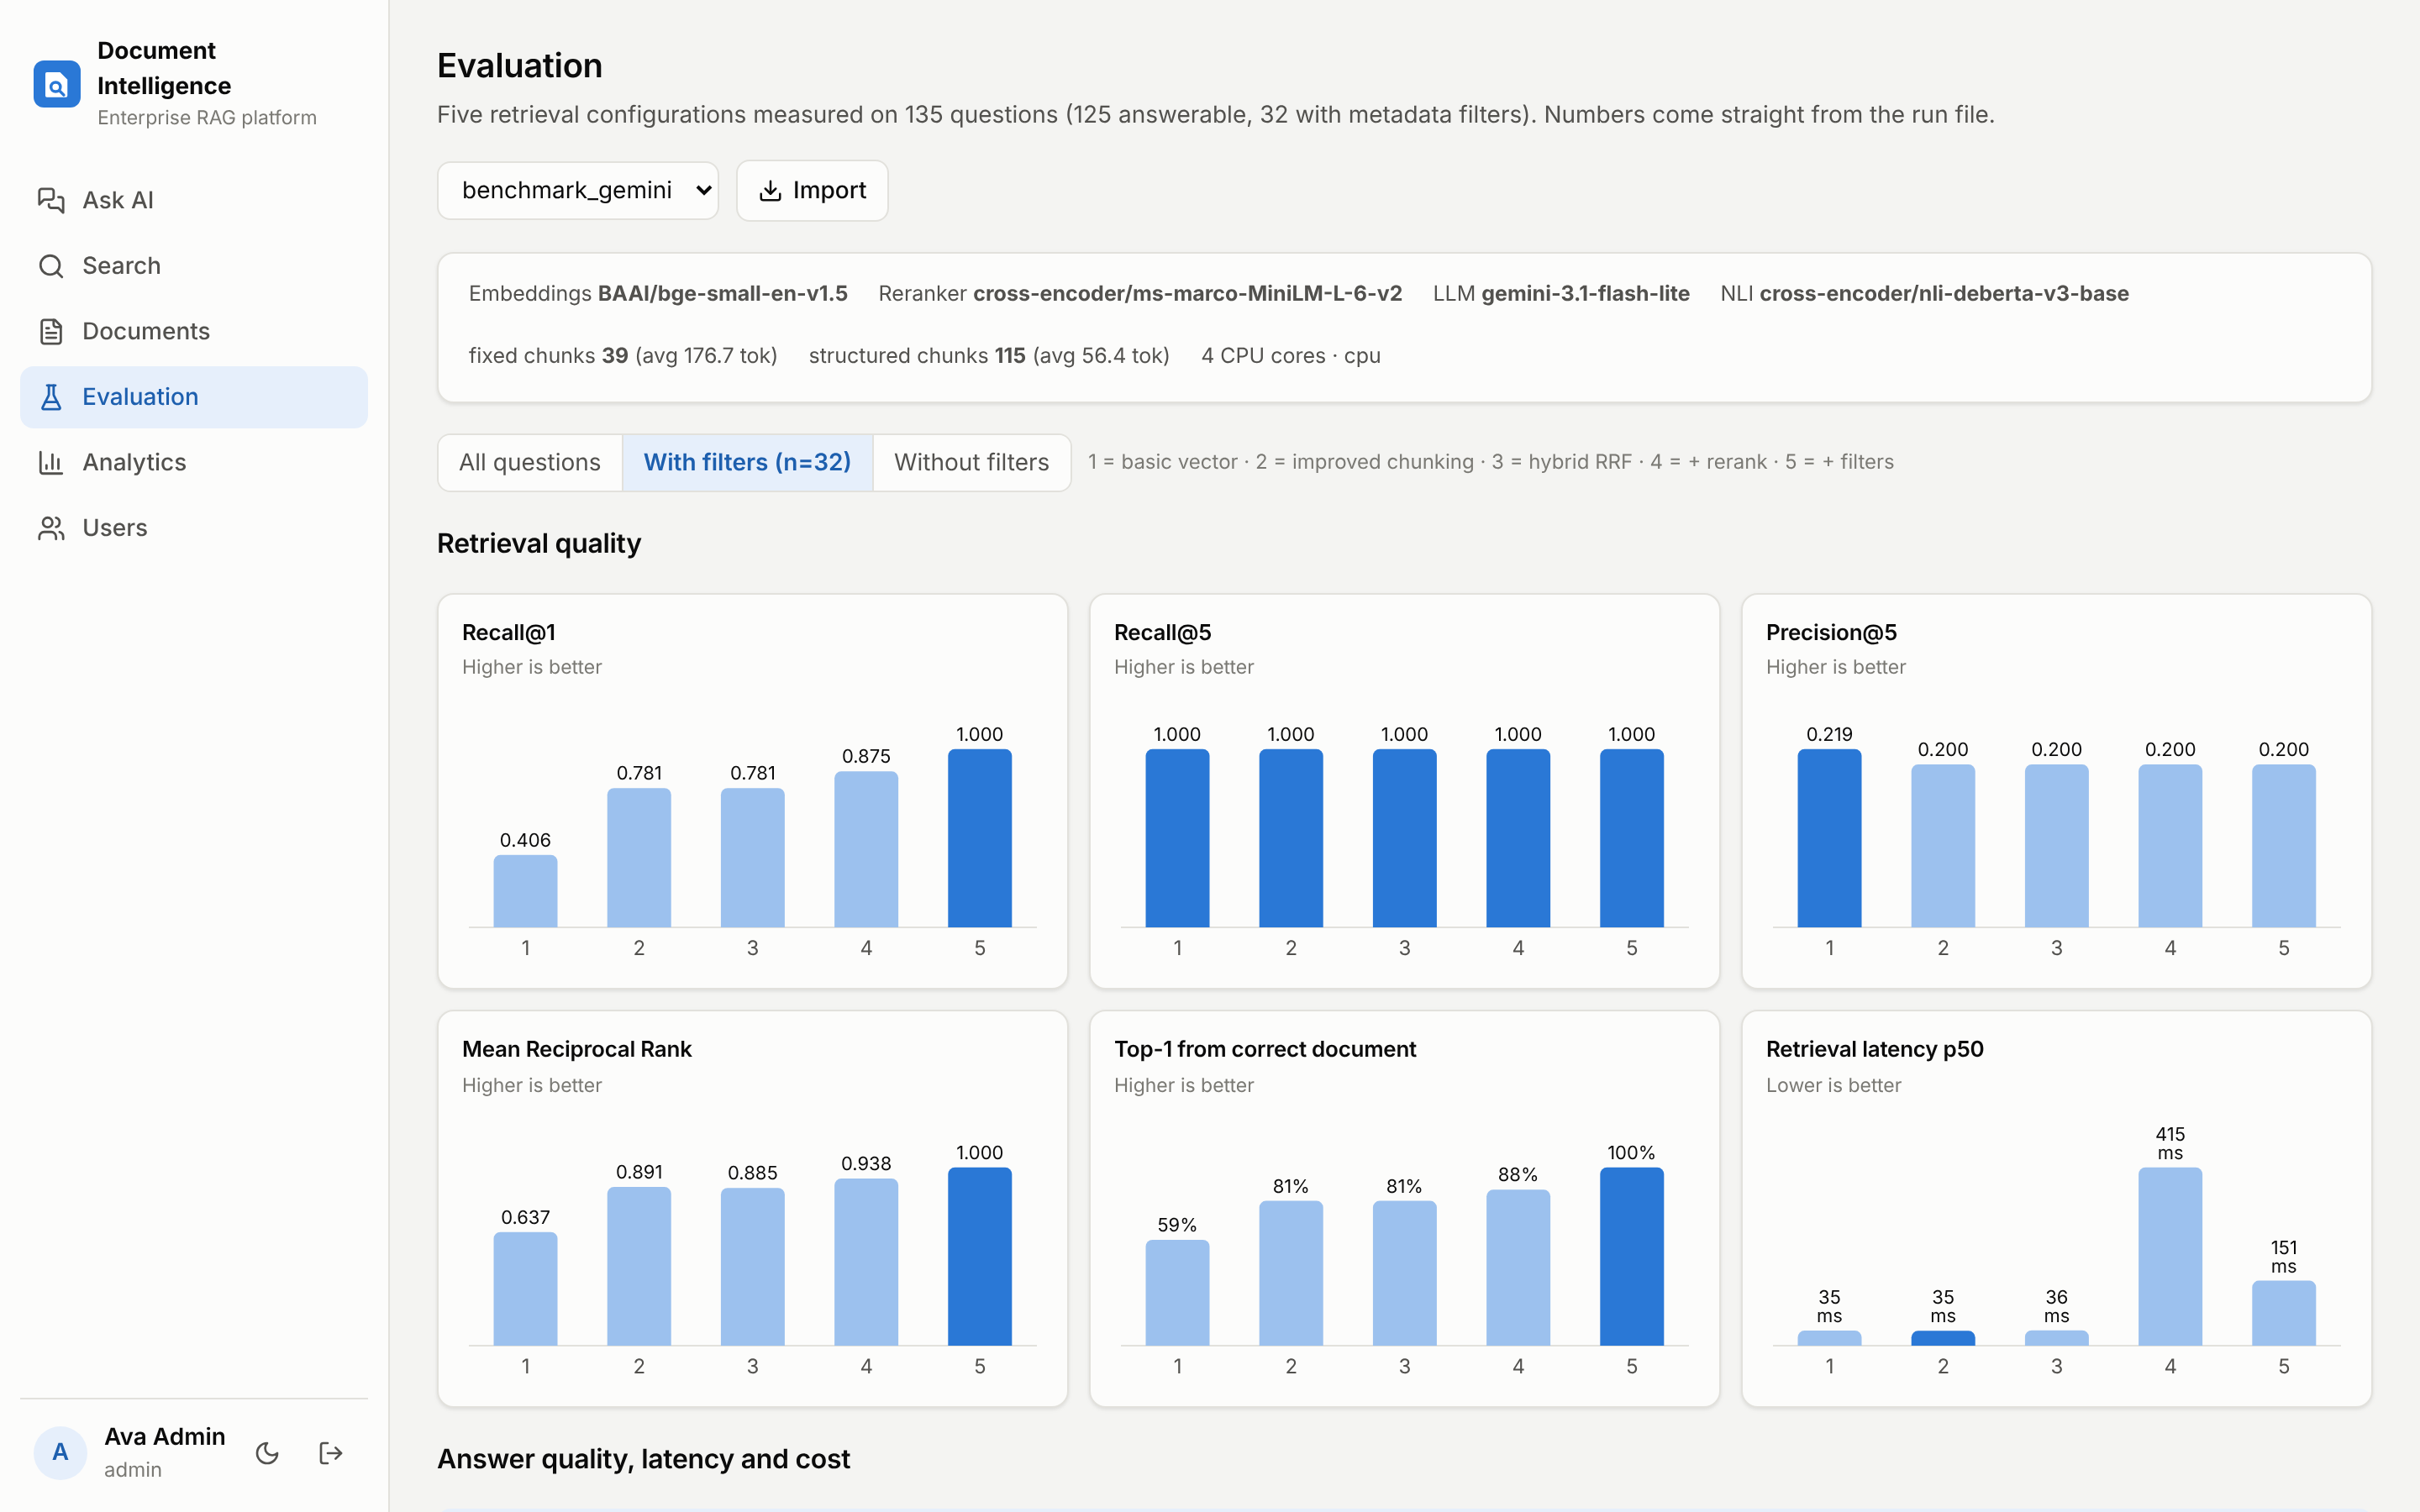 Document
Intelligence
Enterprise RAG platform
Ask AI
Search
Documents
Evaluation
Analytics
Users
Ava Admin
A
admin
Evaluation
Five retrieval configurations measured on 135 questions (125 answerable, 32 with metadata filters). Numbers come straight from the run file.
benchmark_gemini
Import
Embeddings BAAI/bge-small-en-v1.5 Reranker cross-encoder/ms-marco-MiniLM-L-6-v2 LLM gemini-3.1-flash-lite NLI cross-encoder/nli-deberta-v3-base
fixed chunks 39 (avg 176.7 tok) structured chunks 115 (avg 56.4 tok) 4 CPU cores · cpu
All questions With filters (n=32) Without filters 1 = basic vector · 2 = improved chunking · 3 = hybrid RRF · 4 = + rerank · 5 = + filters
Retrieval quality
Recall@1
Higher is better
0.406 0.781 0.781 0.875 1.000
1 2 3 4 5
Recall@5
Higher is better
1.000 1.000 1.000 1.000 1.000
1 2 3 4 5
Precision@5
Higher is better
0.219 0.200 0.200 0.200 0.200
1 2 3 4 5
Mean Reciprocal Rank
Higher is better
0.637 0.891 0.885 0.938 1.000
1 2 3 4 5
Top-1 from correct document
Higher is better
59% 81% 81% 88% 100%
1 2 3 4 5
Retrieval latency p50
Lower is better
35 ms 35 ms 36 ms 415 ms 151 ms
1 2 3 4 5
Answer quality, latency and cost